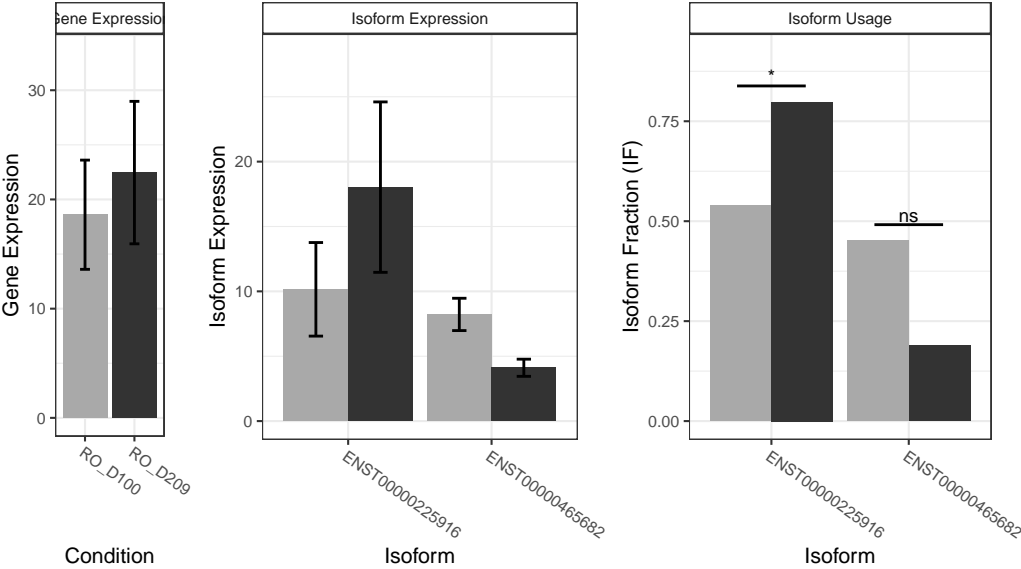 Gene Expression
Gene Expression
30
20
10
0
RO_D100
RO_D209
Condition
Isoform Expression
Isoform Expression
20
10
0
ENST00000225916
ENST00000465682
Isoform
Isoform Usage
Isoform Fraction (IF)
0.75
0.50
0.25
0.00
*
ns
ENST00000225916
ENST00000465682
Isoform